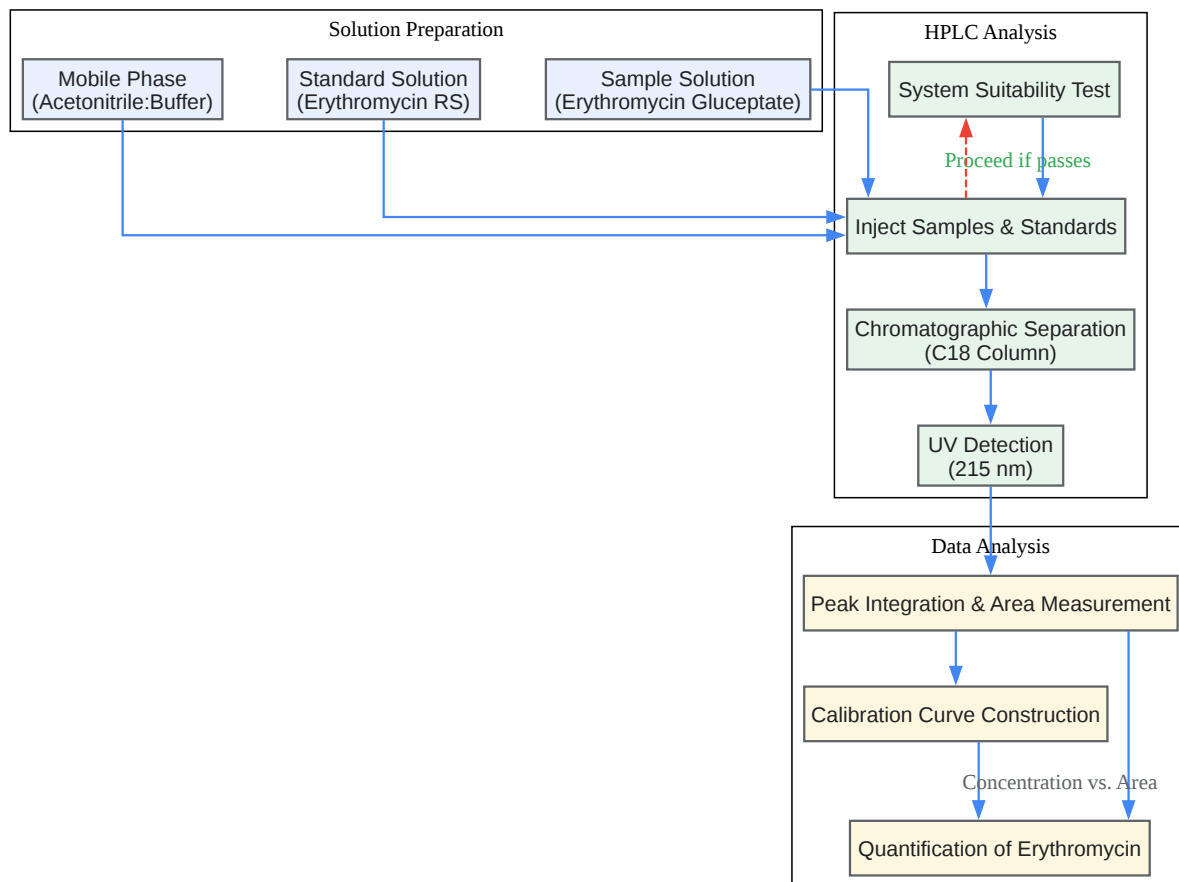 Solution Preparation
Mobile Phase
(Acetonitrile:Buffer)
Standard Solution
(Erythromycin RS)
Sample Solution
(Erythromycin Gluceptate)
HPLC Analysis
System Suitability Test
Proceed if passes
Inject Samples & Standards
Chromatographic Separation
(C18 Column)
UV Detection
(215 nm)
Data Analysis
Peak Integration & Area Measurement
Calibration Curve Construction
Concentration vs. Area
Quantification of Erythromycin